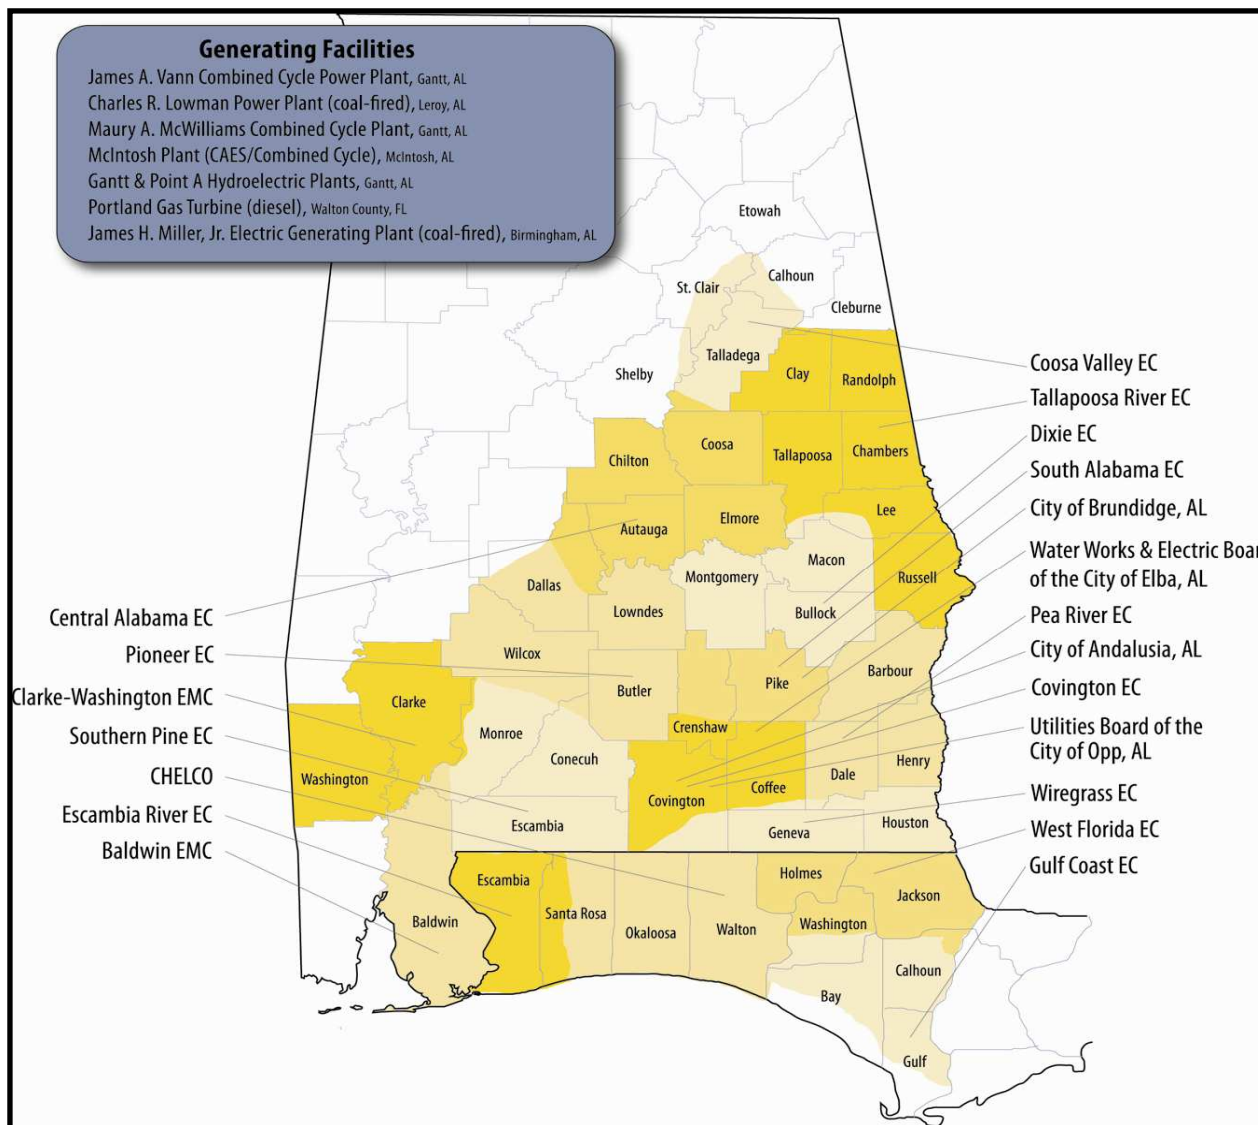 Generating Facilities
James A. Vann Combined Cycle Power Plant, Gantt, AL
Charles R. Lowman Power Plant (coal-fired), Leroy, AL
Maury A. McWilliams Combined Cycle Plant, Gantt, AL
McIntosh Plant (CAES/Combined Cycle), McIntosh, AL
Gantt & Point A Hydroelectric Plants, Gantt, AL
Portland Gas Turbine (diesel), Walton County, FL
James H. Miller, Jr. Electric Generating Plant (coal-fired), Birmingham, AL
Etowah
St. Clair
Calhoun
Cleburne
Talladega
Shelby
Clay
Randolph
Chilton
Coosa
Tallapoosa
Chambers
Autauga
Elmore
Lee
Macon
Russell
Montgomery
Dallas
Lowndes
Bullock
Wilcox
Butler
Pike
Barbour
Clarke
Crenshaw
Monroe
Conecuh
Washington
Covington
Coffee
Dale
Henry
Escambia
Geneva
Houston
Escambia
Santa Rosa
Okaloosa
Walton
Holmes
Washington
Jackson
Baldwin
Calhoun
Bay
Gulf
Central Alabama EC
Pioneer EC
Clarke-Washington EMC
Southern Pine EC
CHELCO
Escambia River EC
Baldwin EMC
Coosa Valley EC
Tallapoosa River EC
Dixie EC
South Alabama EC
City of Brundidge, AL
Water Works & Electric Boar
of the City of Elba, AL
Pea River EC
City of Andalusia, AL
Covington EC
Utilities Board of the
City of Opp, AL
Wiregrass EC
West Florida EC
Gulf Coast EC